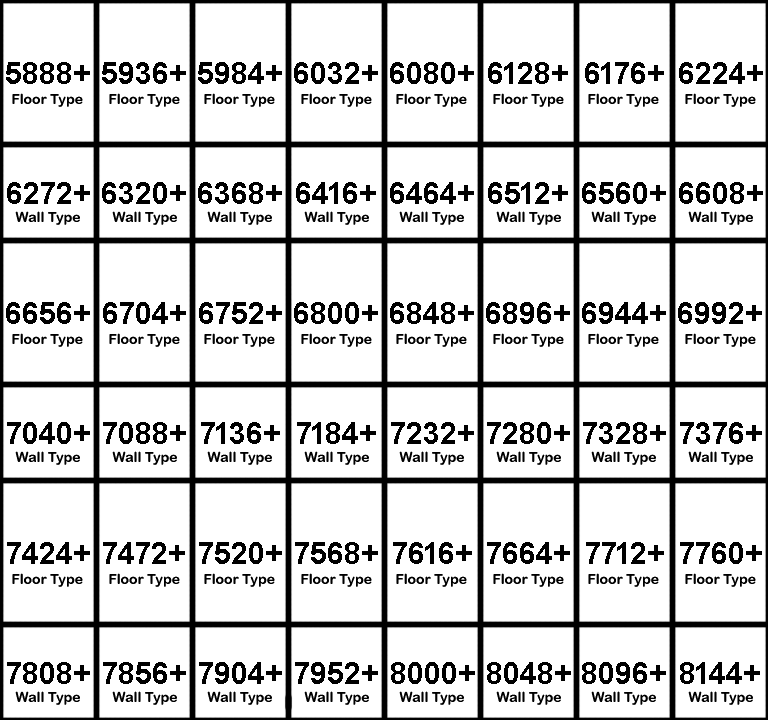 5888+ 5936+ 5984+ 6032+ 6080+ 6128+ 6176+ 6224+
Floor Type Floor Type Floor Type Floor Type Floor Type Floor Type Floor Type Floor Type
6272+ 6320+ 6368+ 6416+ 6464+ 6512+ 6560+ 6608+
Wall Type Wall Type Wall Type Wall Type Wall Type Wall Type Wall Type Wall Type
6656+ 6704+ 6752+ 6800+ 6848+ 6896+ 6944+ 6992+
Floor Type Floor Type Floor Type Floor Type Floor Type Floor Type Floor Type Floor Type
7040+ 7088+ 7136+ 7184+ 7232+ 7280+ 7328+ 7376+
Wall Type Wall Type Wall Type Wall Type Wall Type Wall Type Wall Type Wall Type
7424+ 7472+ 7520+ 7568+ 7616+ 7664+ 7712+ 7760+
Floor Type Floor Type Floor Type Floor Type Floor Type Floor Type Floor Type Floor Type
7808+ 7856+ 7904+ 7952+ 8000+ 8048+ 8096+ 8144+
Wall Type Wall Type Wall Type Wall Type Wall Type Wall Type Wall Type Wall Type